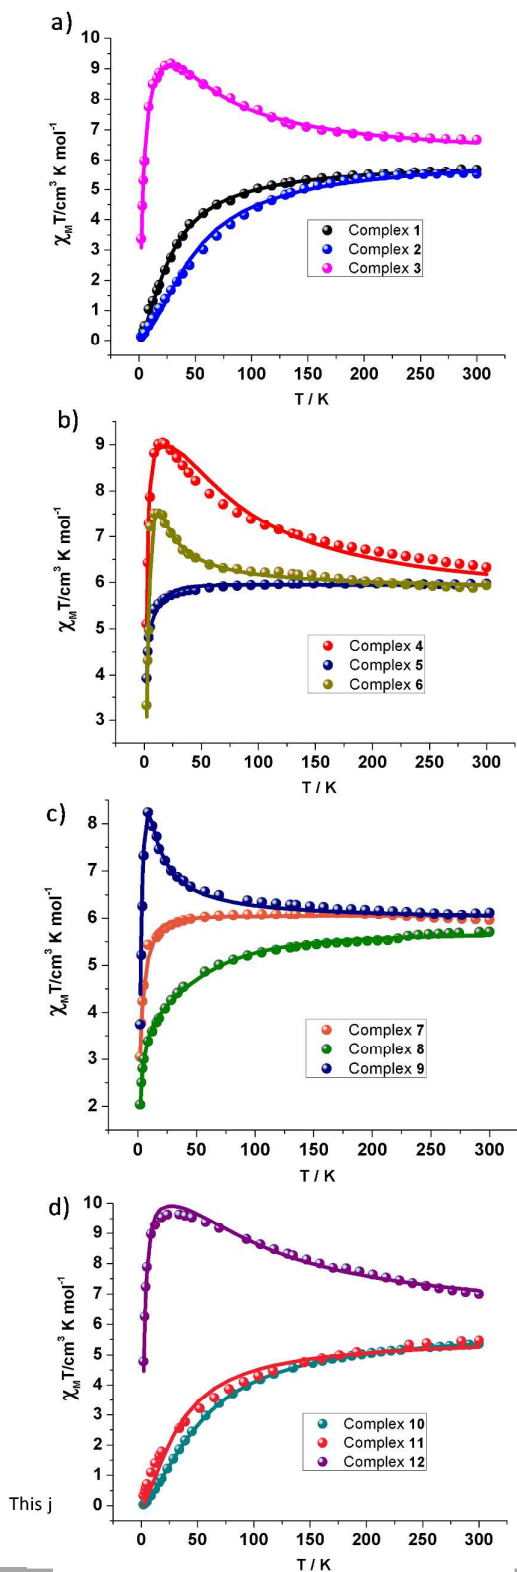 a)
10
9
8
7
6
5
4
3
2
1
0
χMT/cm³ K mol⁻¹
Complex 1
Complex 2
Complex 3
0 50 100 150 200 250 300
T / K
b)
9
8
7
6
5
4
3
χMT/cm³ K mol⁻¹
Complex 4
Complex 5
Complex 6
0 50 100 150 200 250 300
T / K
c)
8
7
6
5
4
3
2
χMT/cm³ K mol⁻¹
Complex 7
Complex 8
Complex 9
0 50 100 150 200 250 300
T / K
d)
10
9
8
7
6
5
4
3
2
1
0
χMT/cm³ K mol⁻¹
Complex 10
Complex 11
Complex 12
0 50 100 150 200 250 300
T / K
This j